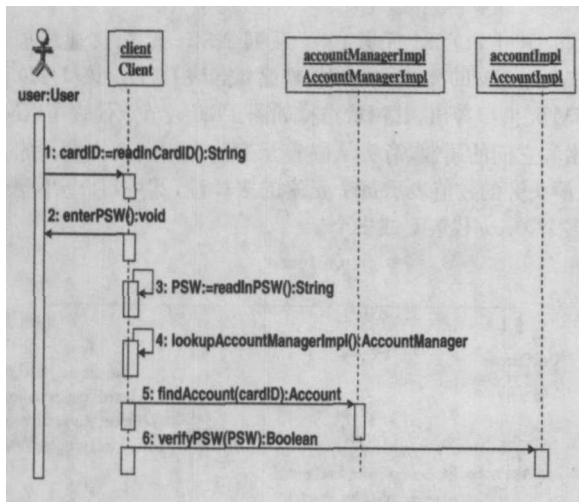 client
Client
accountManagerImpl
AccountManagerImpl
accountImpl
AccountImpl
user:User
1: cardID:=readInCardID():String
2: enterPSW():void
3: PSW:=readInPSW():String
4: lookupAccountManagerImpl():AccountManager
5: findAccount(cardID):Account
6: verifyPSW(PSW):Boolean